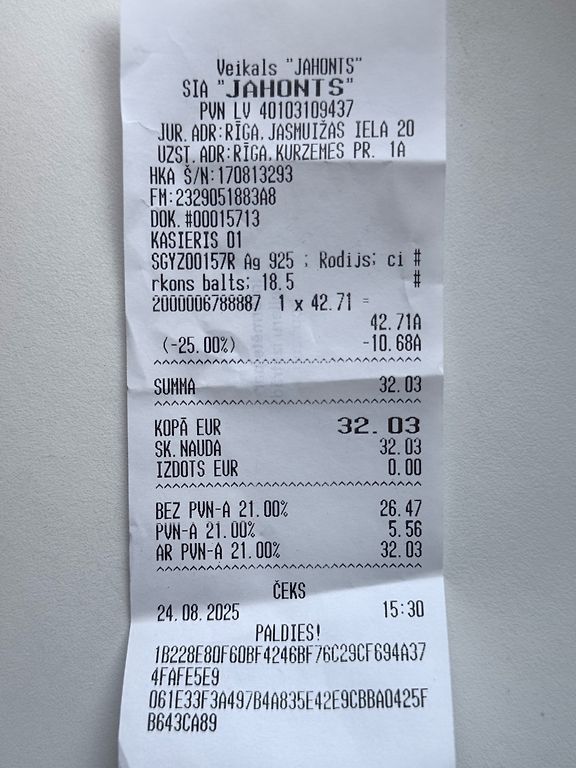 Veikals "JAHONTS"
SIA "JAHONTS"
PVN LV 40103109437
JUR. ADR:RĪGA, JASMUIŽAS IELA 20
UZST. ADR:RĪGA, KURZEMES PR. 1A
HKA Š/N:170813293
FM:2329051883A8
DOK. #00015713
KASIERIS 01
SGYZ00157R Ag 925 ; Rodijs; ci #
rkons balts; 18.5 #
2000006788887 1 x 42.71 =
42.71A
(-25.00%) -10.68A
^^^^^^^^^^^^^^^^^^^^^^^^^^^^^^^^
SUMMA 32.03
^^^^^^^^^^^^^^^^^^^^^^^^^^^^^^^^
KOPĀ EUR 32.03
SK.NAUDA 32.03
IZDOTS EUR 0.00
^^^^^^^^^^^^^^^^^^^^^^^^^^^^^^^^
BEZ PVN-A 21.00% 26.47
PVN-A 21.00% 5.56
AR PVN-A 21.00% 32.03
^^^^^^^^^^^^^^^^^^^^^^^^^^^^^^^^
ČEKS
24.08.2025 15:30
PALDIES!
1B228E80F60BF4246BF76C29CF694A37
4FAFE5E9
061E33F3A497B4A835E42E9CBBA0425F
B643CA89